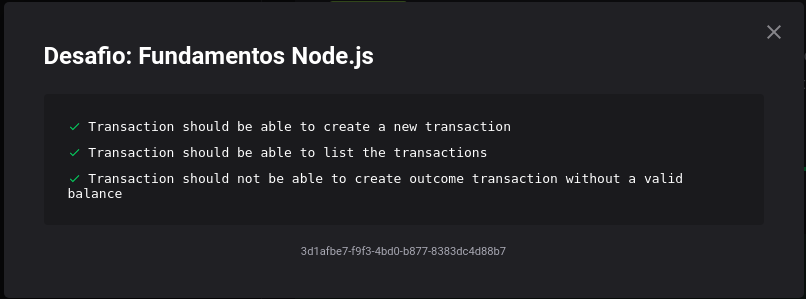 Desafio: Fundamentos Node.js
✓ Transaction should be able to create a new transaction
✓ Transaction should be able to list the transactions
✓ Transaction should not be able to create outcome transaction without a valid
balance
3d1afbe7-f9f3-4bd0-b877-8383dc4d88b7